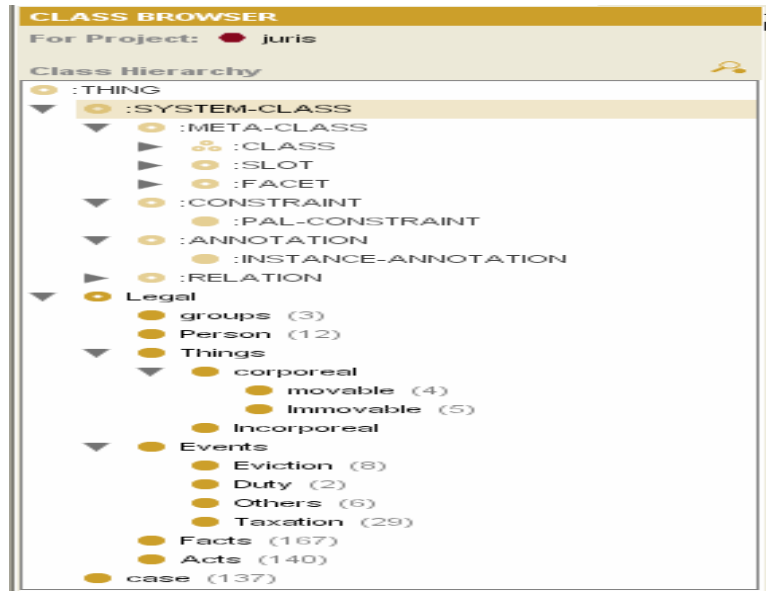 CLASS BROWSER
For Project: juris
Class Hierarchy
:THING
:SYSTEM-CLASS
:META-CLASS
:CLASS
:SLOT
:FACET
:CONSTRAINT
:PAL-CONSTRAINT
:ANNOTATION
:INSTANCE-ANNOTATION
:RELATION
Legal
groups (3)
Person (12)
Things
corporeal
movable (4)
Immovable (5)
Incorporeal
Events
Eviction (8)
Duty (2)
Others (6)
Taxation (29)
Facts (167)
Acts (140)
case (137)